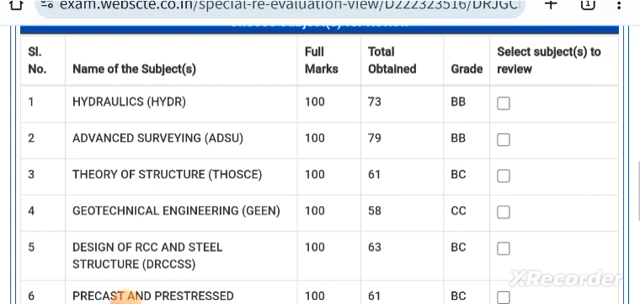 exam.webscte.co.in/special-re-evaluation-view/D222323516/DRJGC
Sl. No. Name of the Subject(s) Full Marks Total Obtained Grade Select subject(s) to review
1 HYDRAULICS (HYDR) 100 73 BB
2 ADVANCED SURVEYING (ADSU) 100 79 BB
3 THEORY OF STRUCTURE (THOSCE) 100 61 BC
4 GEOTECHNICAL ENGINEERING (GEEN) 100 58 CC
5 DESIGN OF RCC AND STEEL STRUCTURE (DRCCSS) 100 63 BC
6 PRECAST AND PRESTRESSED 100 61 BC
XRecorder